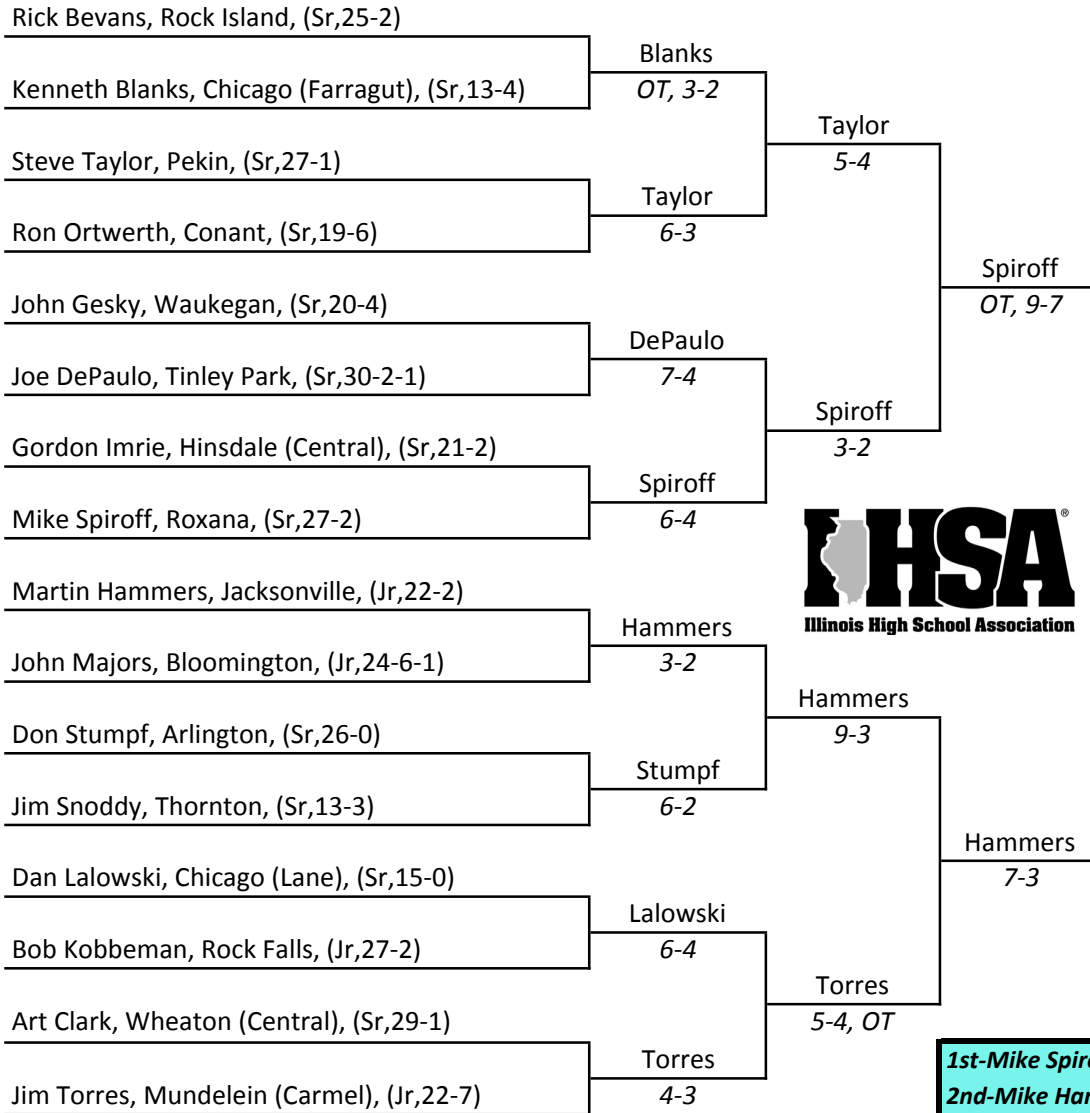 Rick Bevans, Rock Island, (Sr,25-2)
Blanks
Kenneth Blanks, Chicago (Farragut), (Sr,13-4)
OT, 3-2
Taylor
Steve Taylor, Pekin, (Sr,27-1)
5-4
Taylor
Ron Ortwerth, Conant, (Sr,19-6)
6-3
Spiroff
John Gesky, Waukegan, (Sr,20-4)
OT, 9-7
DePaulo
Joe DePaulo, Tinley Park, (Sr,30-2-1)
7-4
Spiroff
Gordon Imrie, Hinsdale (Central), (Sr,21-2)
3-2
Spiroff
Mike Spiroff, Roxana, (Sr,27-2)
6-4
IHSA®
Illinois High School Association
Martin Hammers, Jacksonville, (Jr,22-2)
Hammers
John Majors, Bloomington, (Jr,24-6-1)
3-2
Hammers
Don Stumpf, Arlington, (Sr,26-0)
9-3
Stumpf
Jim Snoddy, Thornton, (Sr,13-3)
6-2
Hammers
Dan Lalowski, Chicago (Lane), (Sr,15-0)
7-3
Lalowski
Bob Kobbeman, Rock Falls, (Jr,27-2)
6-4
Torres
Art Clark, Wheaton (Central), (Sr,29-1)
5-4, OT
Torres
1st-Mike Spir
Jim Torres, Mundelein (Carmel), (Jr,22-7)
4-3
2nd-Mike Ha